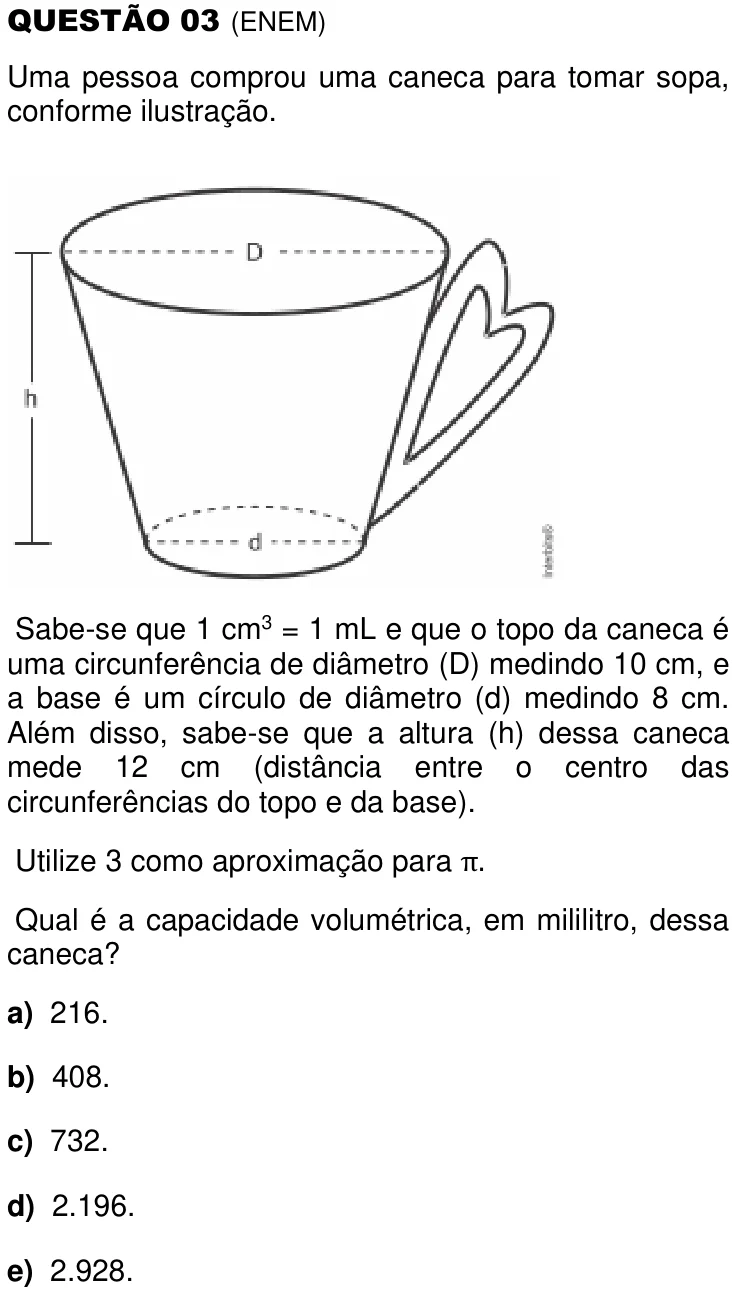 QUESTÃO 03 (ENEM)
Uma pessoa comprou uma caneca para tomar sopa,
conforme ilustração.
D
h
d
Interbits®
Sabe-se que 1 cm³ = 1 mL e que o topo da caneca é
uma circunferência de diâmetro (D) medindo 10 cm, e
a base é um círculo de diâmetro (d) medindo 8 cm.
Além disso, sabe-se que a altura (h) dessa caneca
mede 12 cm (distância entre o centro das
circunferências do topo e da base).
Utilize 3 como aproximação para π.
Qual é a capacidade volumétrica, em mililitro, dessa
caneca?
a) 216.
b) 408.
c) 732.
d) 2.196.
e) 2.928.